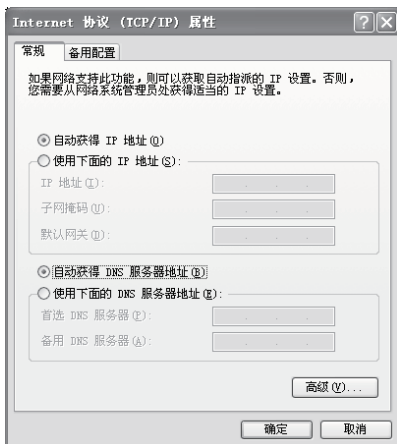 Internet 协议 (TCP/IP) 属性
常规 备用配置
如果网络支持此功能，则可以获取自动指派的 IP 设置。否则，
您需要从网络系统管理员处获得适当的 IP 设置。
自动获得 IP 地址(O)
使用下面的 IP 地址(S):
IP 地址(I):
子网掩码(U):
默认网关(D):
自动获得 DNS 服务器地址(B)
使用下面的 DNS 服务器地址(E):
首选 DNS 服务器(P):
备用 DNS 服务器(A):
高级(V)...
确定 取消